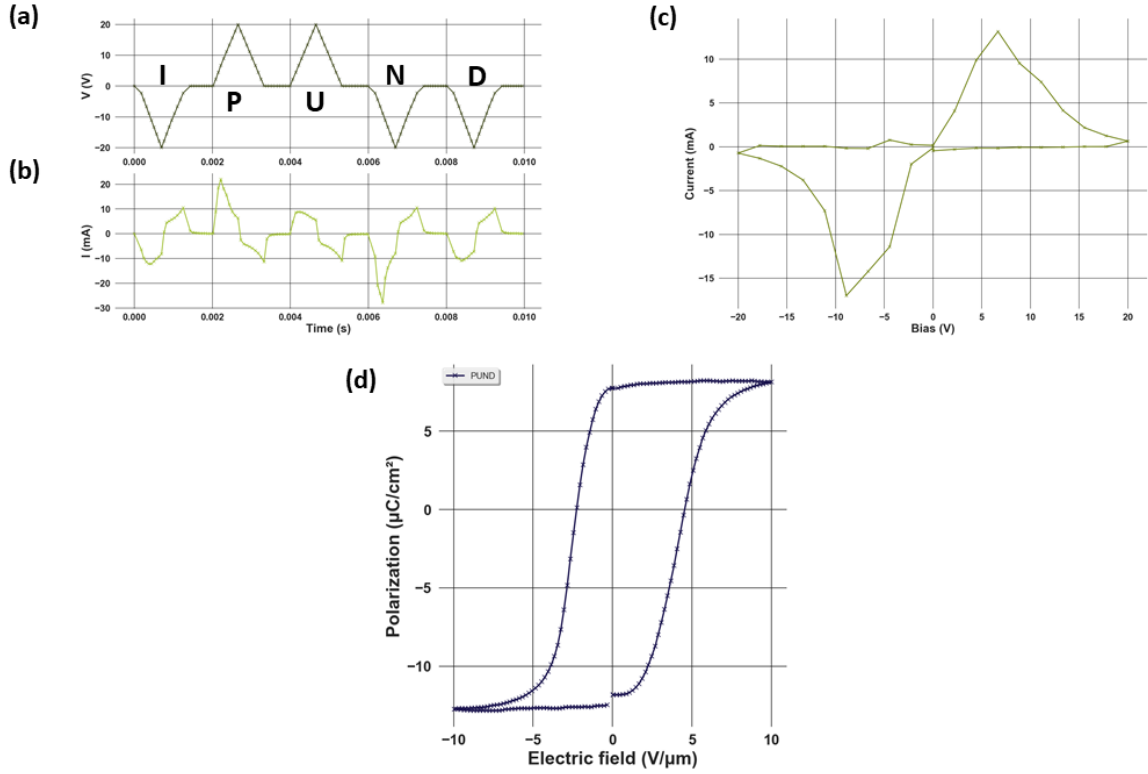 (a)
20
10
0
−10
−20
V (V)
I
P
U
N
D
0.000
0.002
0.004
0.006
0.008
0.010
(b)
20
10
0
−10
−20
−30
I (mA)
0.000
0.002
0.004
0.006
0.008
0.010
Time (s)
(c)
10
5
0
−5
−10
−15
Current (mA)
−20
−15
−10
−5
0
5
10
15
20
Bias (V)
(d)
PUND
5
0
−5
−10
Polarization (µC/cm²)
−10
−5
0
5
10
Electric field (V/µm)